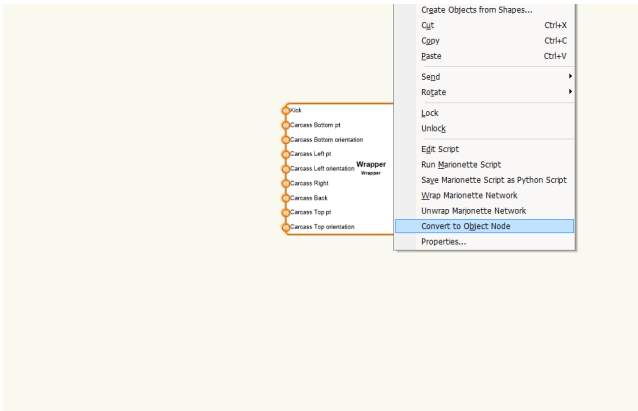 Create Objects from Shapes...
Cut Ctrl+X
Copy Ctrl+C
Paste Ctrl+V
Send
Rotate
Lock
Unlock
Edit Script
Run Marionette Script
Save Marionette Script as Python Script
Wrap Marionette Network
Unwrap Marionette Network
Convert to Object Node
Properties...
Kick
Carcass Bottom pt
Carcass Bottom orientation
Carcass Left pt
Carcass Left orientation
Carcass Right
Carcass Back
Carcass Top pt
Carcass Top orientation
Wrapper
Wrapper